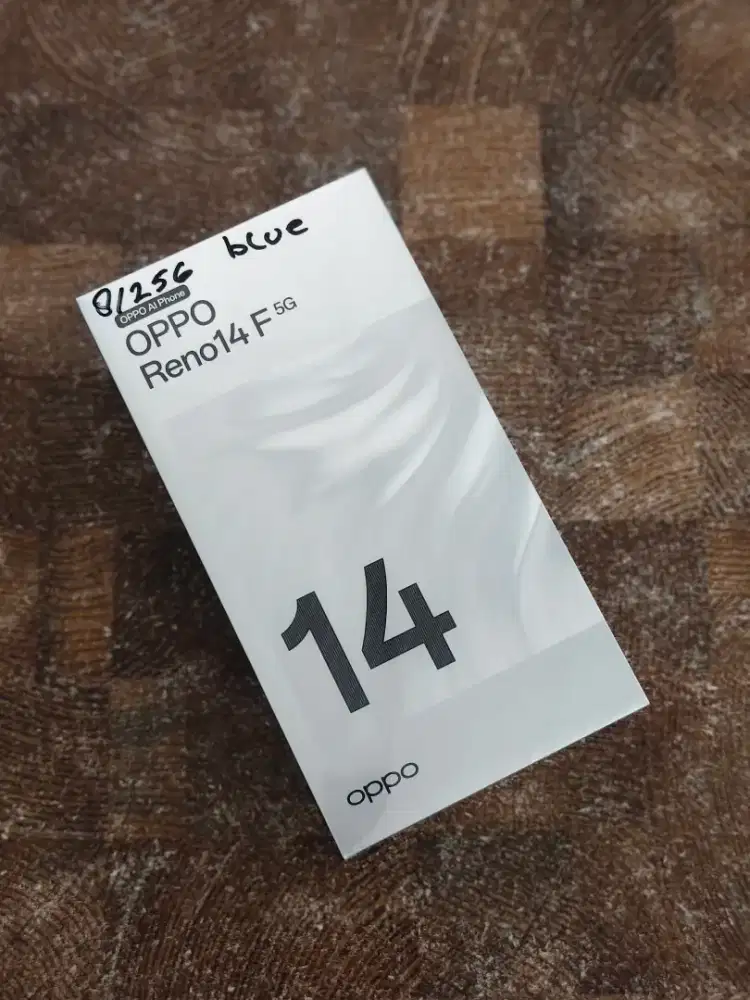 8/256 blue
OPPO AI Phone
OPPO
Reno14 F 5G
14
oppo